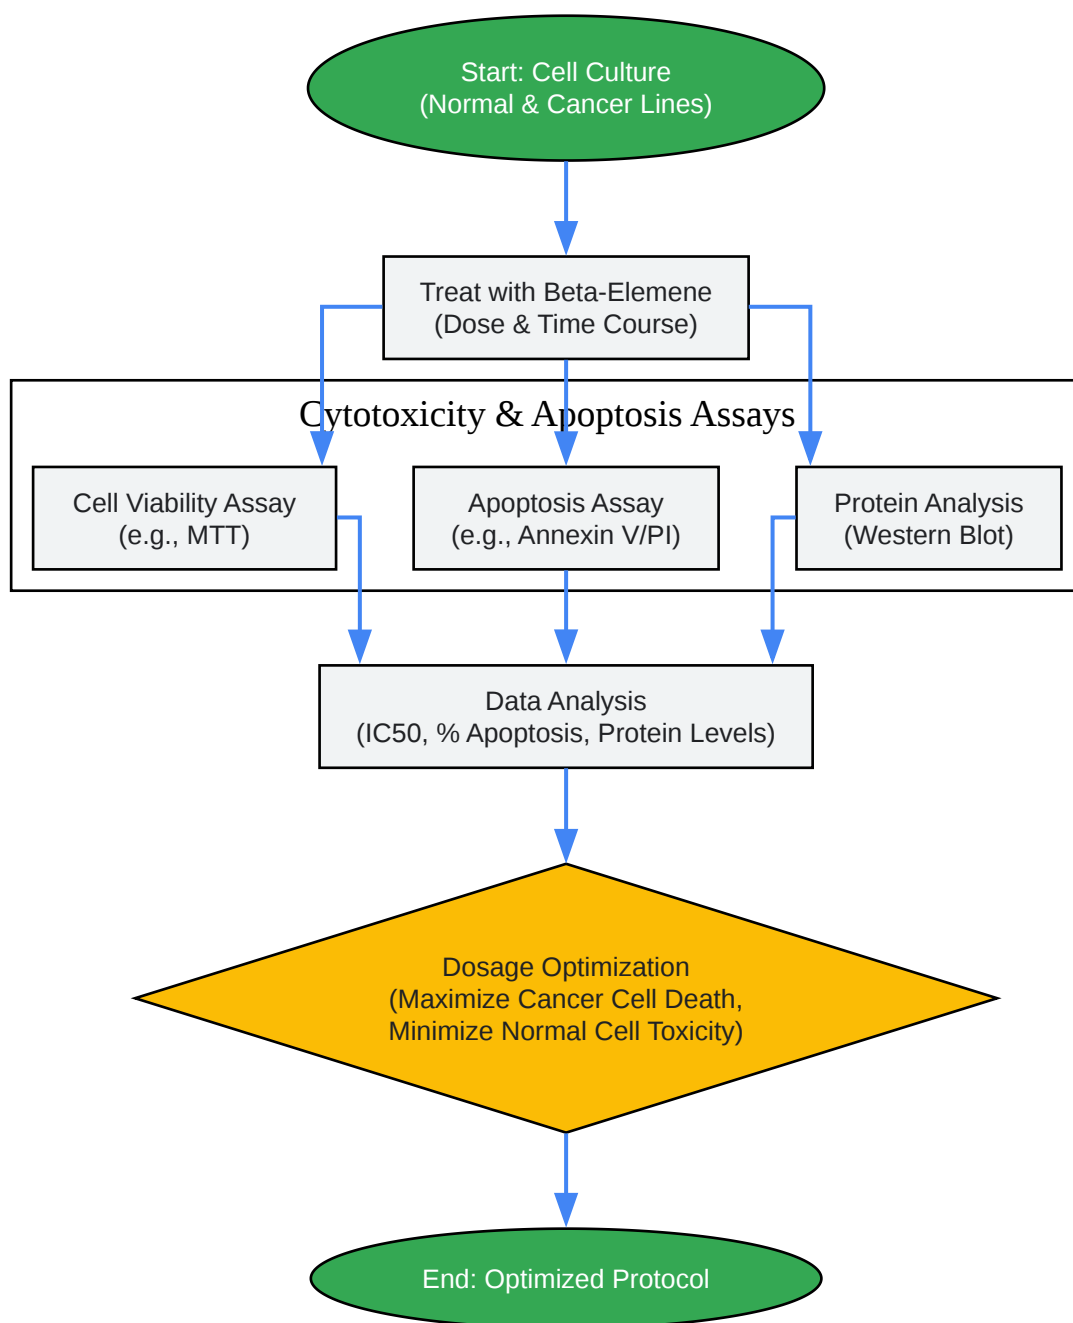 Start: Cell Culture
(Normal & Cancer Lines)
Treat with Beta-Elemene
(Dose & Time Course)
Cytotoxicity & Apoptosis Assays
Cell Viability Assay
(e.g., MTT)
Apoptosis Assay
(e.g., Annexin V/PI)
Protein Analysis
(Western Blot)
Data Analysis
(IC50, % Apoptosis, Protein Levels)
Dosage Optimization
(Maximize Cancer Cell Death,
Minimize Normal Cell Toxicity)
End: Optimized Protocol